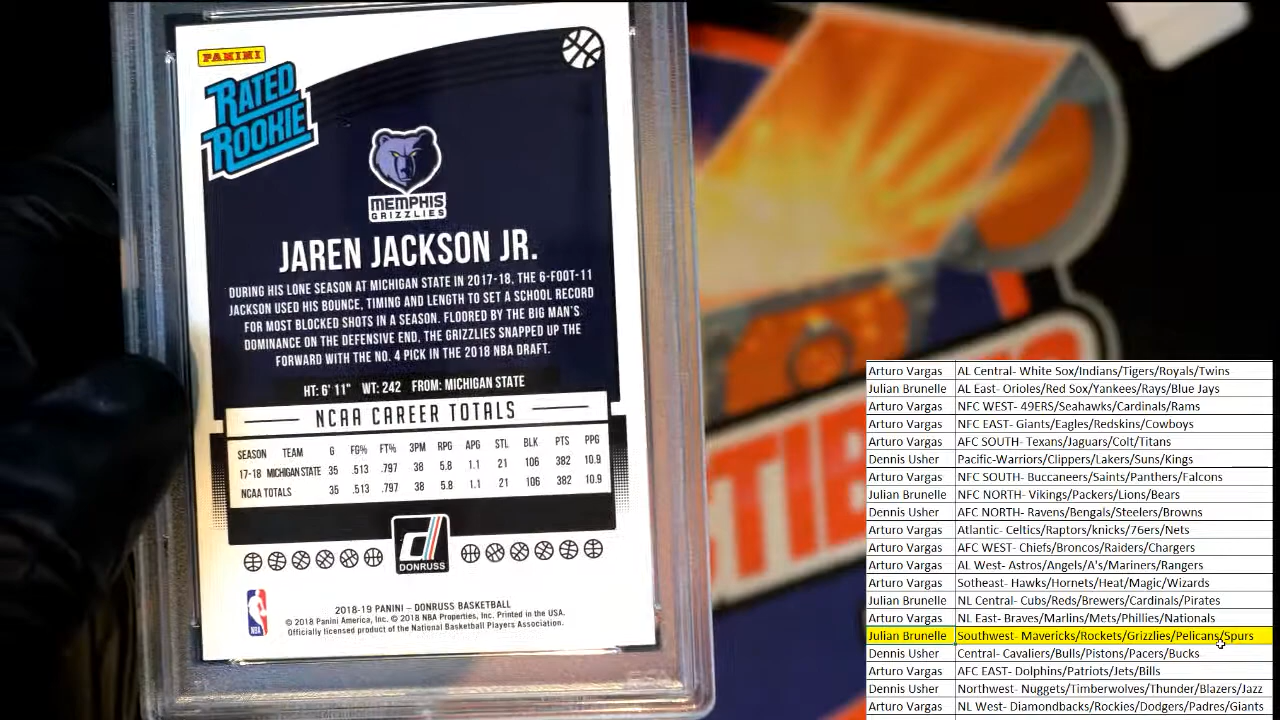 PANINI
RATED
ROOKIE
MEMPHIS
GRIZZLIES
JAREN JACKSON JR.
DURING HIS LONE SEASON AT MICHIGAN STATE IN 2017-18, THE 6-FOOT-11
JACKSON USED HIS BOUNCE, TIMING AND LENGTH TO SET A SCHOOL RECORD
FOR MOST BLOCKED SHOTS IN A SEASON. FLOORED BY THE BIG MAN'S
DOMINANCE ON THE DEFENSIVE END, THE GRIZZLIES SNAPPED UP THE
FORWARD WITH THE NO. 4 PICK IN THE 2018 NBA DRAFT.
HT: 6' 11" WT: 242 FROM: MICHIGAN STATE
NCAA CAREER TOTALS
SEASON TEAM G FG% FT% 3PM RPG APG STL BLK PTS PPG
17-18 MICHIGAN STATE 35 .513 .797 38 5.8 1.1 21 106 382 10.9
NCAA TOTALS 35 .513 .797 38 5.8 1.1 21 106 382 10.9
d
DONRUSS
NBA
2018-19 PANINI – DONRUSS BASKETBALL
© 2018 Panini America, Inc. © 2018 NBA Properties, Inc. Printed in the USA.
Officially licensed product of the National Basketball Players Association.
TIB
Arturo Vargas AL Central- White Sox/Indians/Tigers/Royals/Twins
Julian Brunelle AL East- Orioles/Red Sox/Yankees/Rays/Blue Jays
Arturo Vargas NFC WEST- 49ERS/Seahawks/Cardinals/Rams
Arturo Vargas NFC EAST- Giants/Eagles/Redskins/Cowboys
Arturo Vargas AFC SOUTH- Texans/Jaguars/Colt/Titans
Dennis Usher Pacific-Warriors/Clippers/Lakers/Suns/Kings
Arturo Vargas NFC SOUTH- Buccaneers/Saints/Panthers/Falcons
Julian Brunelle NFC NORTH- Vikings/Packers/Lions/Bears
Dennis Usher AFC NORTH- Ravens/Bengals/Steelers/Browns
Arturo Vargas Atlantic- Celtics/Raptors/knicks/76ers/Nets
Arturo Vargas AFC WEST- Chiefs/Broncos/Raiders/Chargers
Arturo Vargas AL West- Astros/Angels/A's/Mariners/Rangers
Arturo Vargas Sotheast- Hawks/Hornets/Heat/Magic/Wizards
Julian Brunelle NL Central- Cubs/Reds/Brewers/Cardinals/Pirates
Arturo Vargas NL East- Braves/Marlins/Mets/Phillies/Nationals
Julian Brunelle Southwest- Mavericks/Rockets/Grizzlies/Pelicans/Spurs
Dennis Usher Central- Cavaliers/Bulls/Pistons/Pacers/Bucks
Arturo Vargas AFC EAST- Dolphins/Patriots/Jets/Bills
Dennis Usher Northwest- Nuggets/Timberwolves/Thunder/Blazers/Jazz
Arturo Vargas NL West- Diamondbacks/Rockies/Dodgers/Padres/Giants